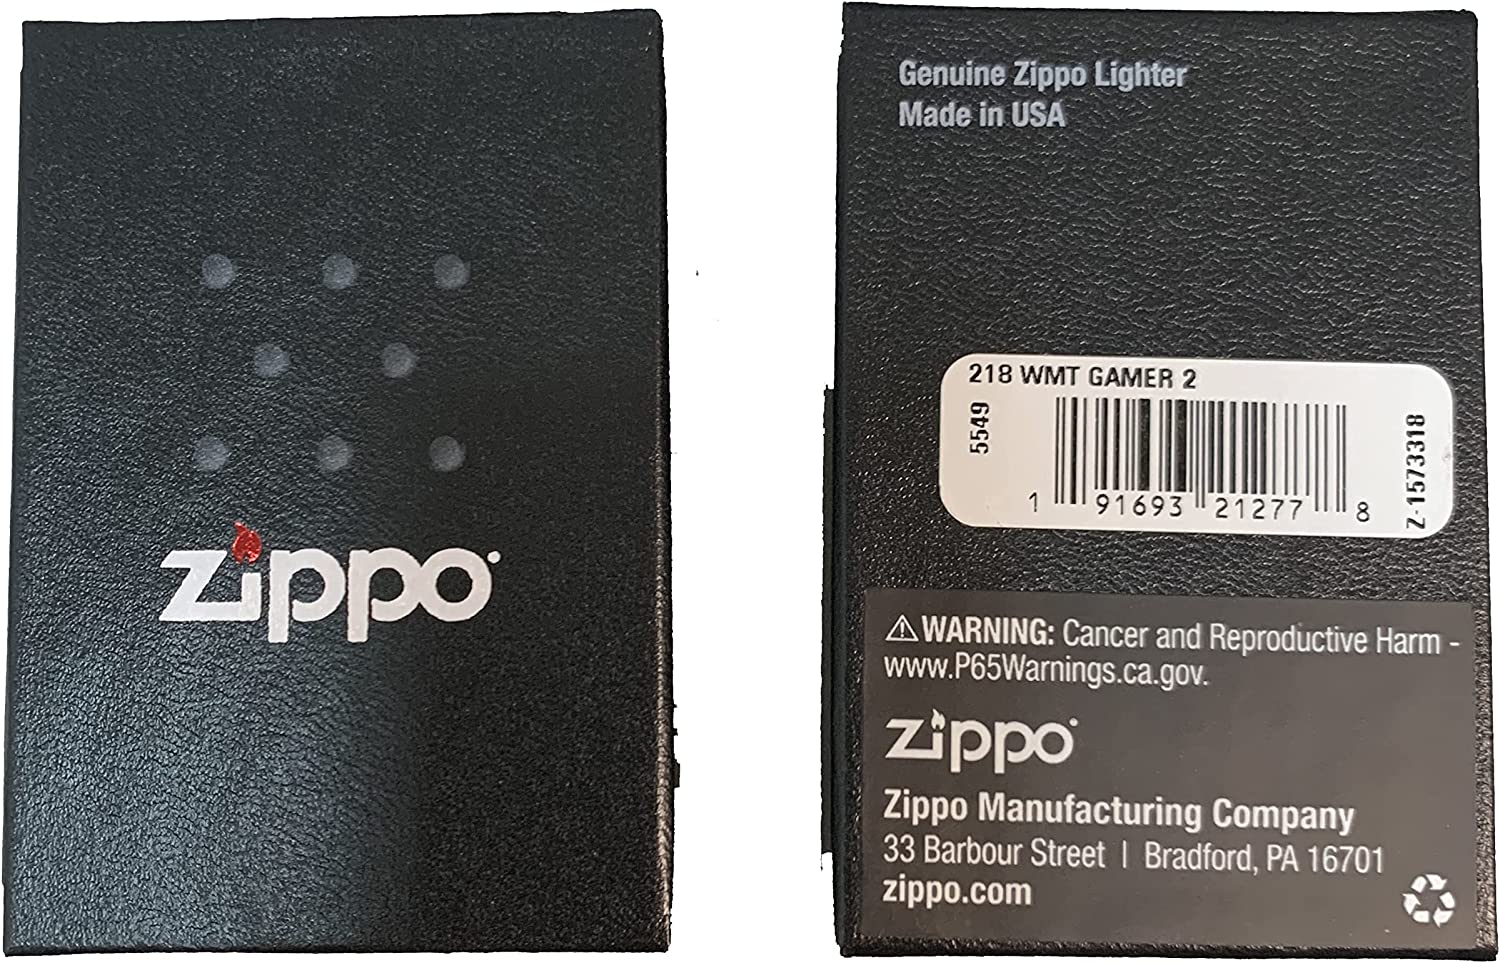 zippo
Genuine Zippo Lighter
Made in USA
218 WMT GAMER 2
5549
1 91693 21277 8
Z-1573318
WARNING: Cancer and Reproductive Harm -
www.P65Warnings.ca.gov.
zippo
Zippo Manufacturing Company
33 Barbour Street | Bradford, PA 16701
zippo.com